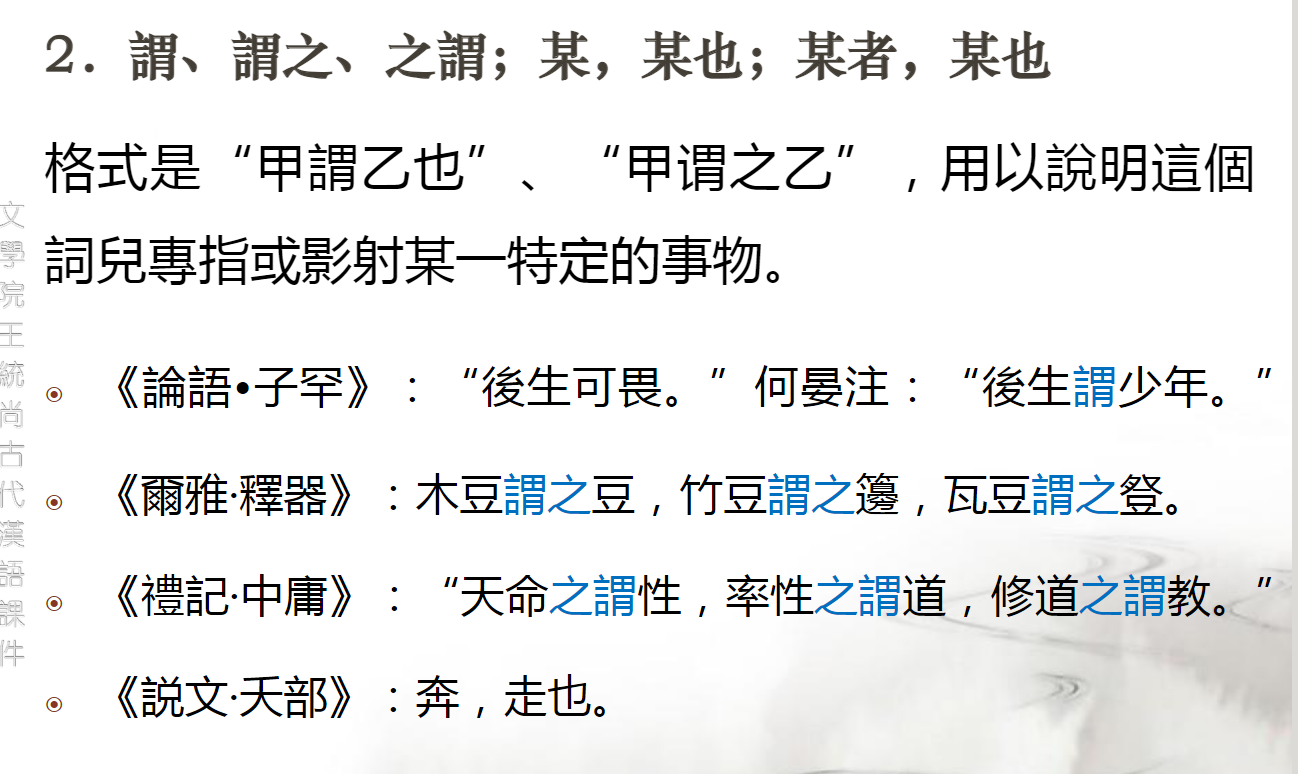 2．謂、謂之、之謂；某，某也；某者，某也
格式是“甲謂乙也”、“甲谓之乙”，用以說明這個
詞兒專指或影射某一特定的事物。
《論語•子罕》：“後生可畏。”何晏注：“後生謂少年。”
《爾雅·釋器》：木豆謂之豆，竹豆謂之籩，瓦豆謂之豋。
《禮記·中庸》：“天命之謂性，率性之謂道，修道之謂教。”
《説文·夭部》：奔，走也。
文學院王統尚古代漢語課件